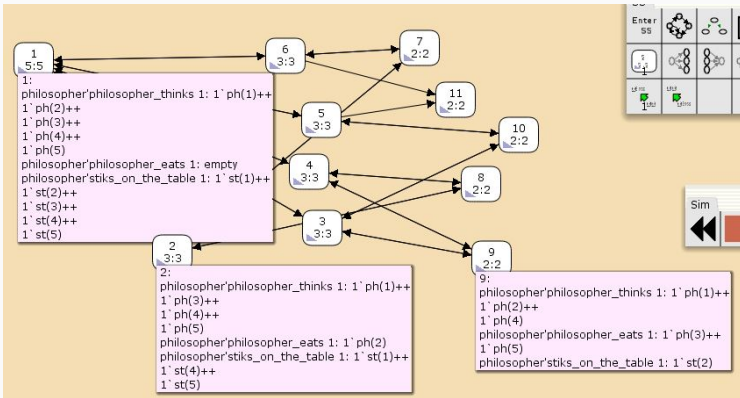 Enter
SS
1
5:5
6
3:3
7
2:2
11
2:2
5
3:3
10
2:2
4
3:3
8
2:2
3
3:3
2
3:3
9
2:2
1:
philosopher'philosopher_thinks 1: 1`ph(1)++
1`ph(2)++
1`ph(3)++
1`ph(4)++
1`ph(5)
philosopher'philosopher_eats 1: empty
philosopher'stiks_on_the_table 1: 1`st(1)++
1`st(2)++
1`st(3)++
1`st(4)++
1`st(5)
2:
philosopher'philosopher_thinks 1: 1`ph(1)++
1`ph(3)++
1`ph(4)++
1`ph(5)
philosopher'philosopher_eats 1: 1`ph(2)
philosopher'stiks_on_the_table 1: 1`st(1)++
1`st(4)++
1`st(5)
9:
philosopher'philosopher_thinks 1: 1`ph(1)++
1`ph(2)++
1`ph(4)
philosopher'philosopher_eats 1: 1`ph(3)++
1`ph(5)
philosopher'stiks_on_the_table 1: 1`st(2)
Sim